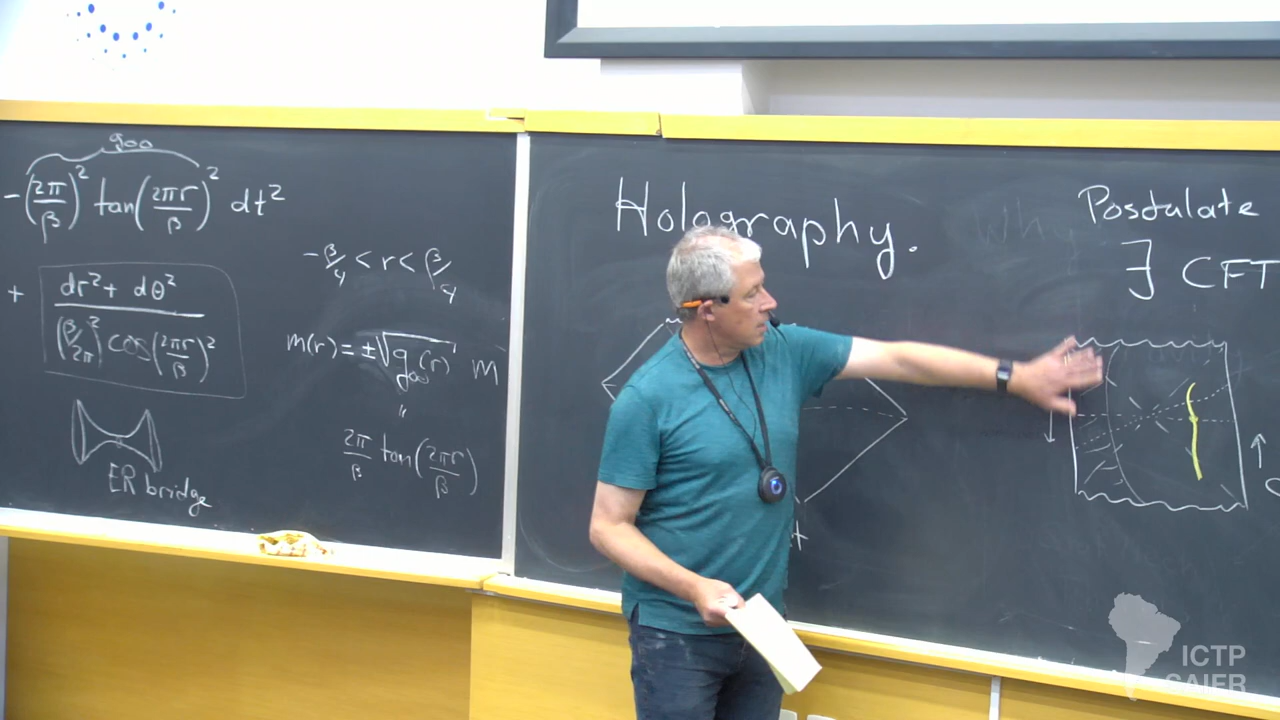 g₀₀
-(2π/β)² tan(2πr/β)² dt²
+ dr² + dθ² / (β/2π)² cos(2πr/β)²
ER bridge
-β/4 < r < β/4
m(r) = ±√g₀₀(r) m
"
2π/β tan(2πr/β)
Holography.
Why
Postulate
∃ CFT
t
ICTP
SAIFR